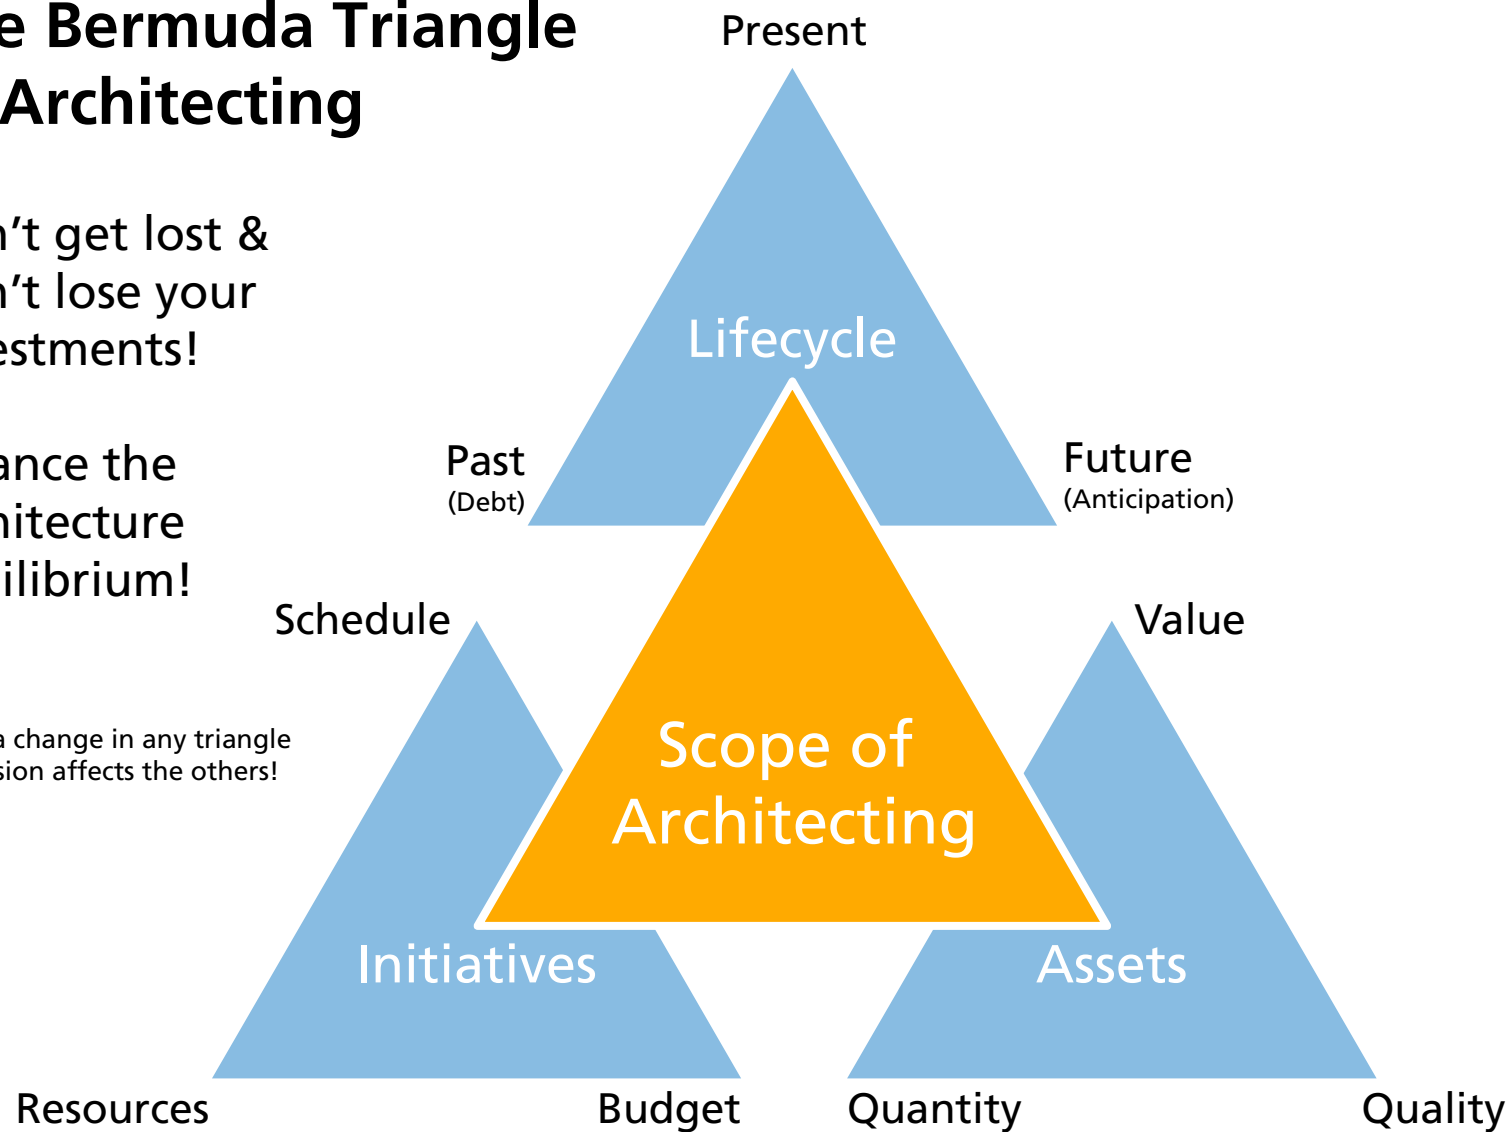 e Bermuda Triangle
Architecting
n't get lost &
n't lose your
estments!
ance the
hitecture
ilibrium!
a change in any triangle
sion affects the others!
Present
Lifecycle
Past
(Debt)
Future
(Anticipation)
Schedule
Value
Scope of
Architecting
Initiatives
Assets
Resources
Budget
Quantity
Quality